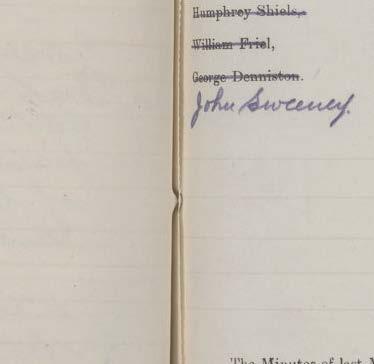 Humphrey Shiels,
William Friel,
George Denniston.
John Sweeney.
The Minutes of last